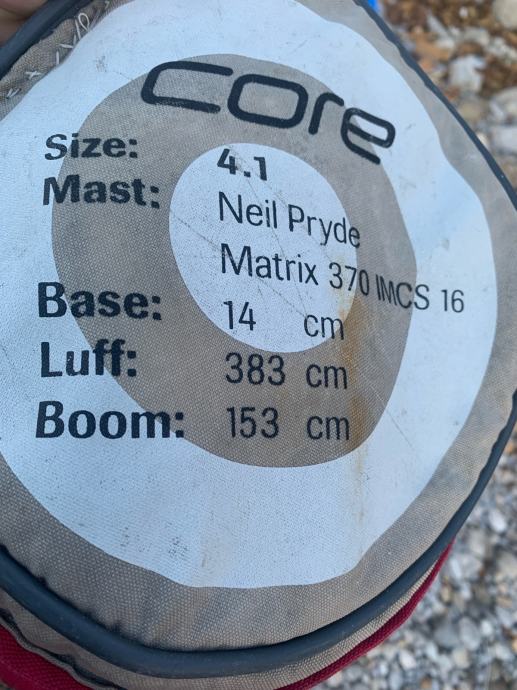 core
Size: 4.1
Mast: Neil Pryde
Matrix 370 IMCS 16
Base: 14 cm
Luff: 383 cm
Boom: 153 cm